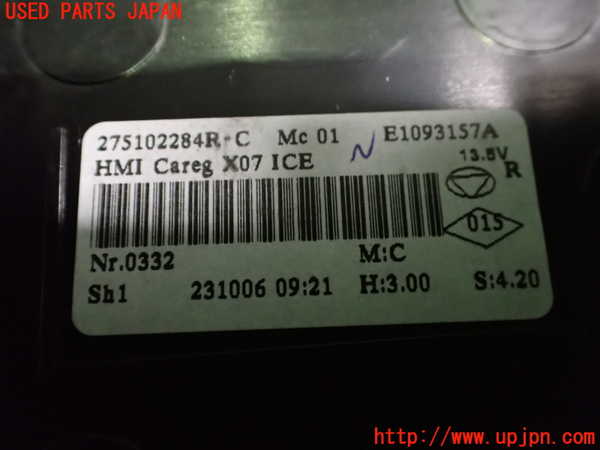 USED PARTS JAPAN
275102284R-C Mc 01 E1093157A
HMI Careg X07 ICE N 13.5V
R
015
Nr.0332 M:C
Sh1 231006 09:21 H:3.00 S:4.20
UPJ
http://www.upjpn.com/